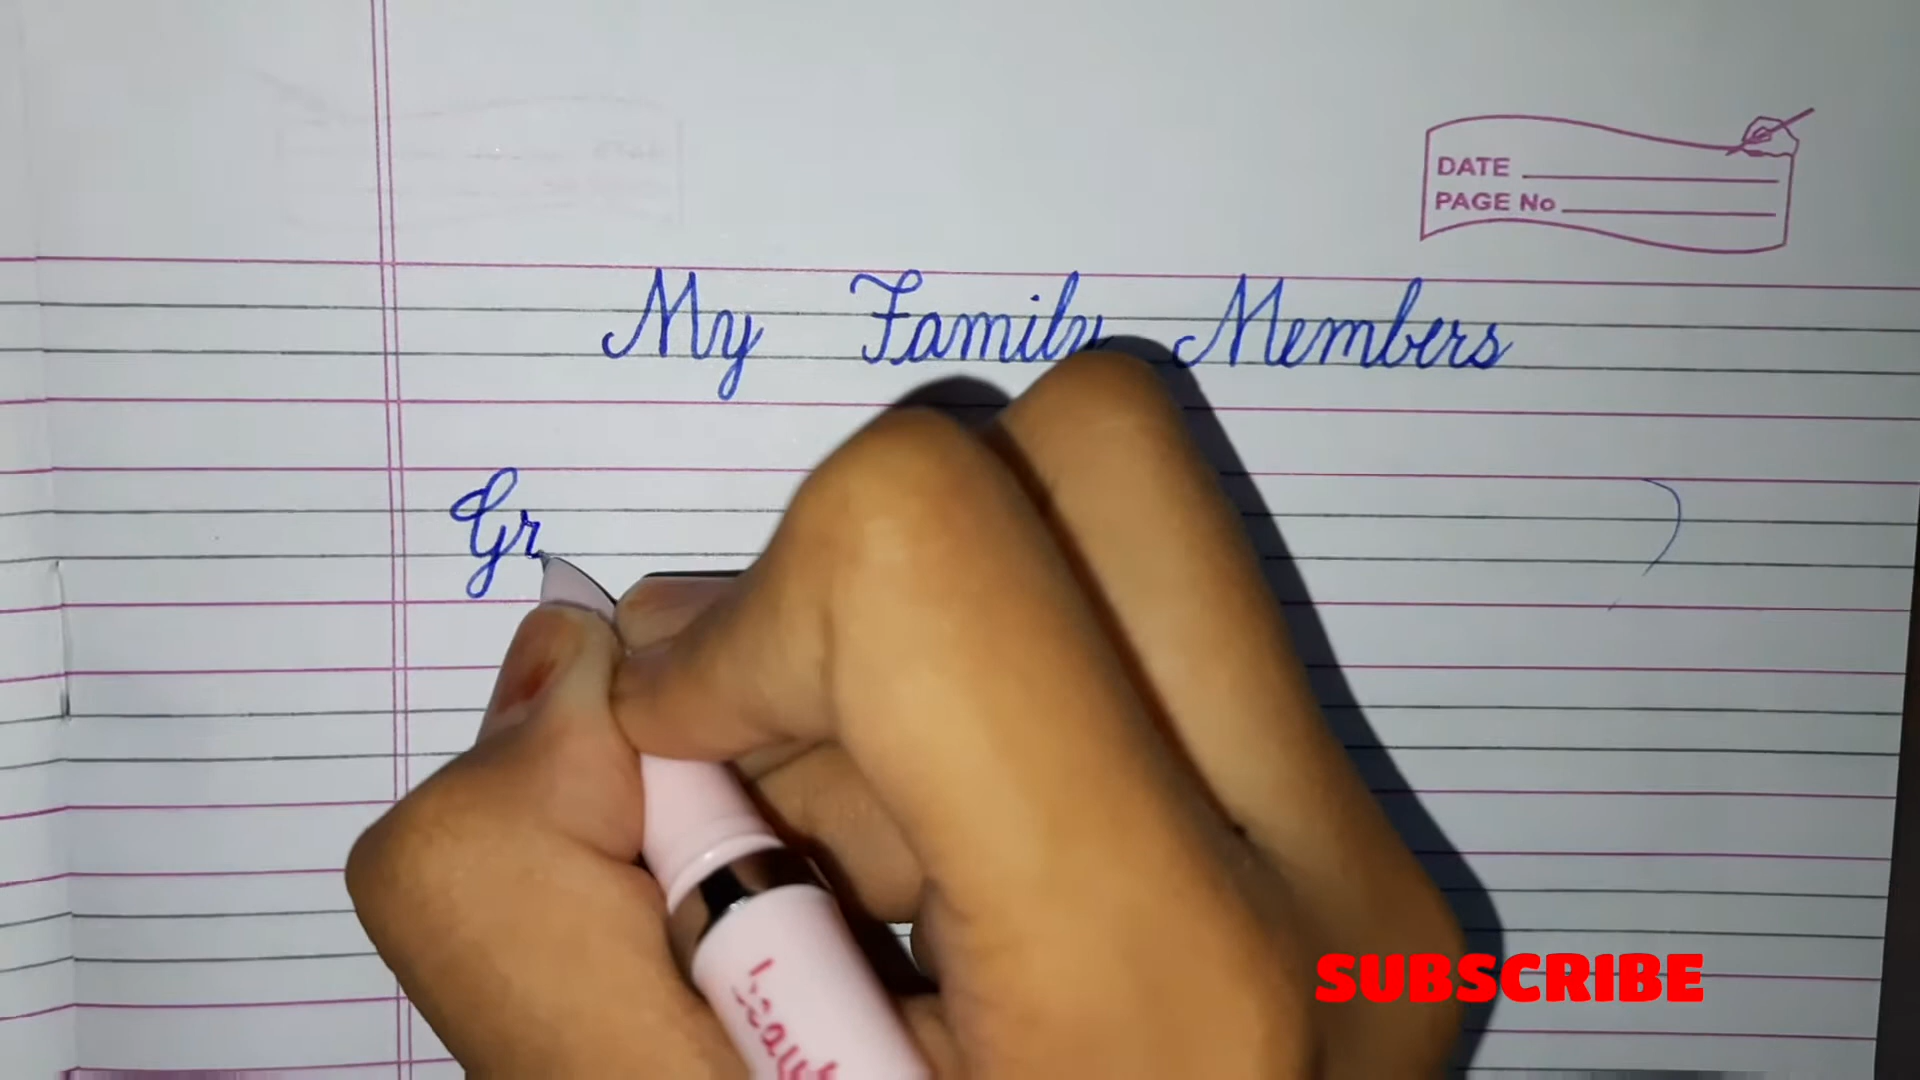 DATE
PAGE No
My Family Members
Gr
SUBSCRIBE